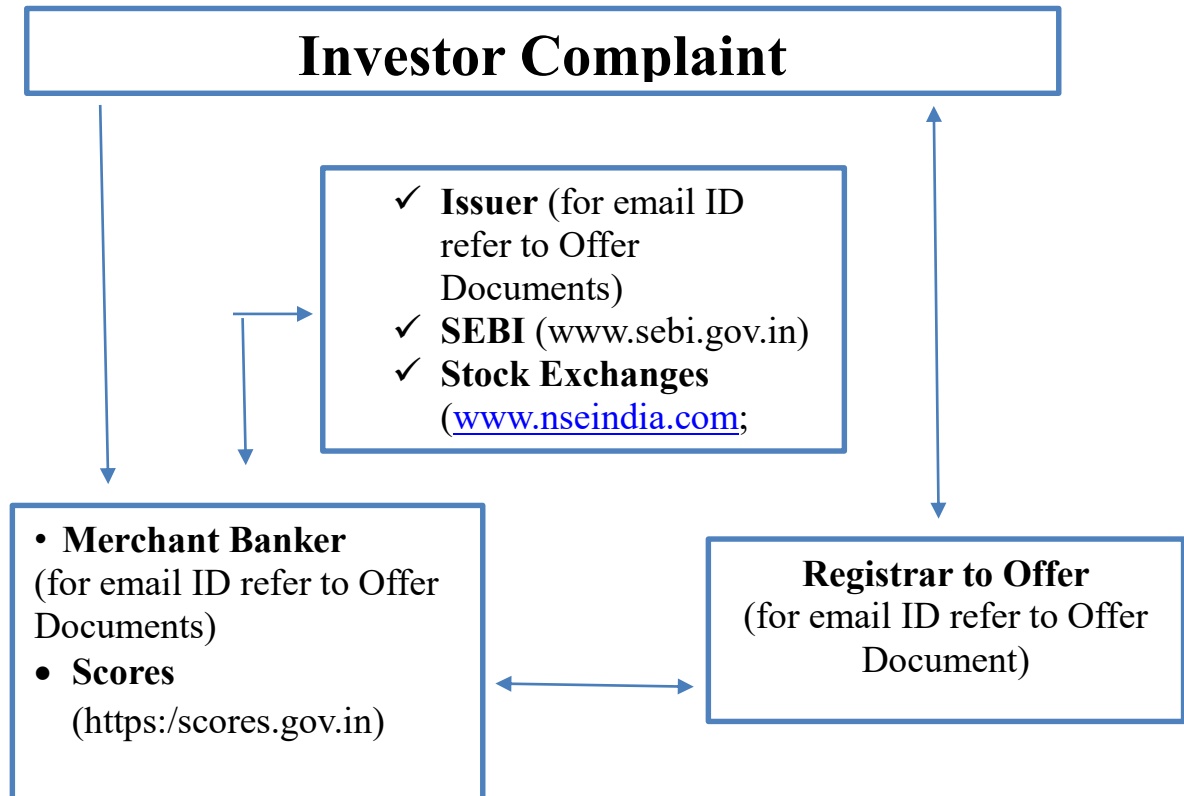 Investor Complaint
✓ Issuer (for email ID
refer to Offer
Documents)
✓ SEBI (www.sebi.gov.in)
✓ Stock Exchanges
(www.nseindia.com;
• Merchant Banker
(for email ID refer to Offer
Documents)
• Scores
(https:/scores.gov.in)
Registrar to Offer
(for email ID refer to Offer
Document)